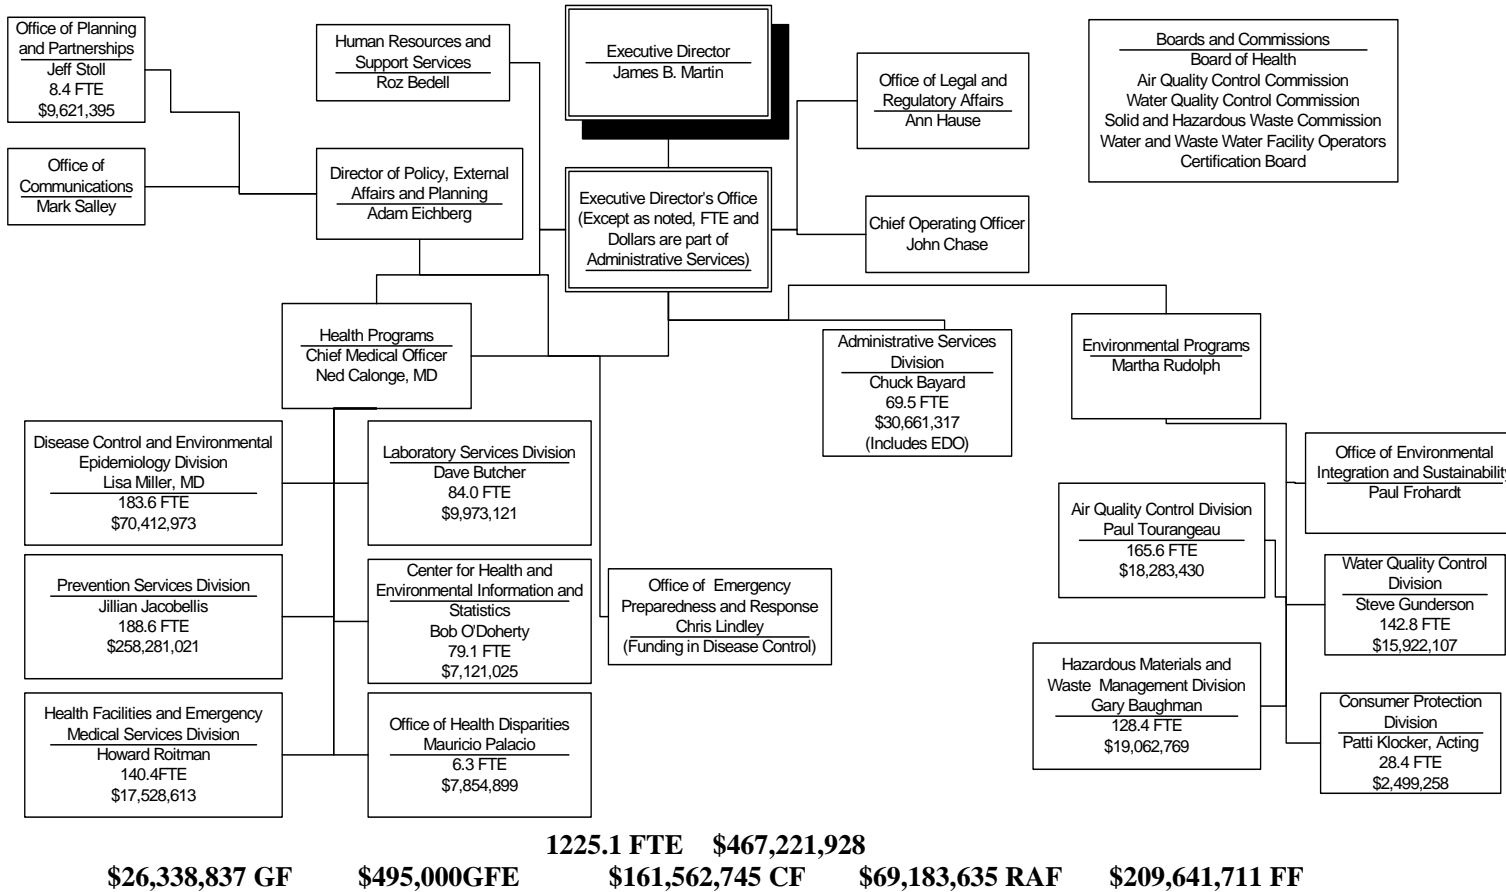 Office of Planning
and Partnerships
Jeff Stoll
8.4 FTE
$9,621,395
Human Resources and
Support Services
Roz Bedell
Executive Director
James B. Martin
Office of Legal and
Regulatory Affairs
Ann Hause
Boards and Commissions
Board of Health
Air Quality Control Commission
Water Quality Control Commission
Solid and Hazardous Waste Commission
Water and Waste Water Facility Operators
Certification Board
Office of
Communications
Mark Salley
Director of Policy, External
Affairs and Planning
Adam Eichberg
Executive Director's Office
(Except as noted, FTE and
Dollars are part of
Administrative Services)
Chief Operating Officer
John Chase
Health Programs
Chief Medical Officer
Ned Calonge, MD
Administrative Services
Division
Chuck Bayard
69.5 FTE
$30,661,317
(Includes EDO)
Environmental Programs
Martha Rudolph
Disease Control and Environmental
Epidemiology Division
Lisa Miller, MD
183.6 FTE
$70,412,973
Laboratory Services Division
Dave Butcher
84.0 FTE
$9,973,121
Office of Environmental
Integration and Sustainability
Paul Frohardt
Air Quality Control Division
Paul Tourangeau
165.6 FTE
$18,283,430
Prevention Services Division
Jillian Jacobellis
188.6 FTE
$258,281,021
Center for Health and
Environmental Information and
Statistics
Bob O'Doherty
79.1 FTE
$7,121,025
Office of Emergency
Preparedness and Response
Chris Lindley
(Funding in Disease Control)
Water Quality Control
Division
Steve Gunderson
142.8 FTE
$15,922,107
Hazardous Materials and
Waste Management Division
Gary Baughman
128.4 FTE
$19,062,769
Health Facilities and Emergency
Medical Services Division
Howard Roitman
140.4FTE
$17,528,613
Office of Health Disparities
Mauricio Palacio
6.3 FTE
$7,854,899
Consumer Protection
Division
Patti Klocker, Acting
28.4 FTE
$2,499,258
1225.1 FTE $467,221,928
$26,338,837 GF $495,000GFE $161,562,745 CF $69,183,635 RAF $209,641,711 FF